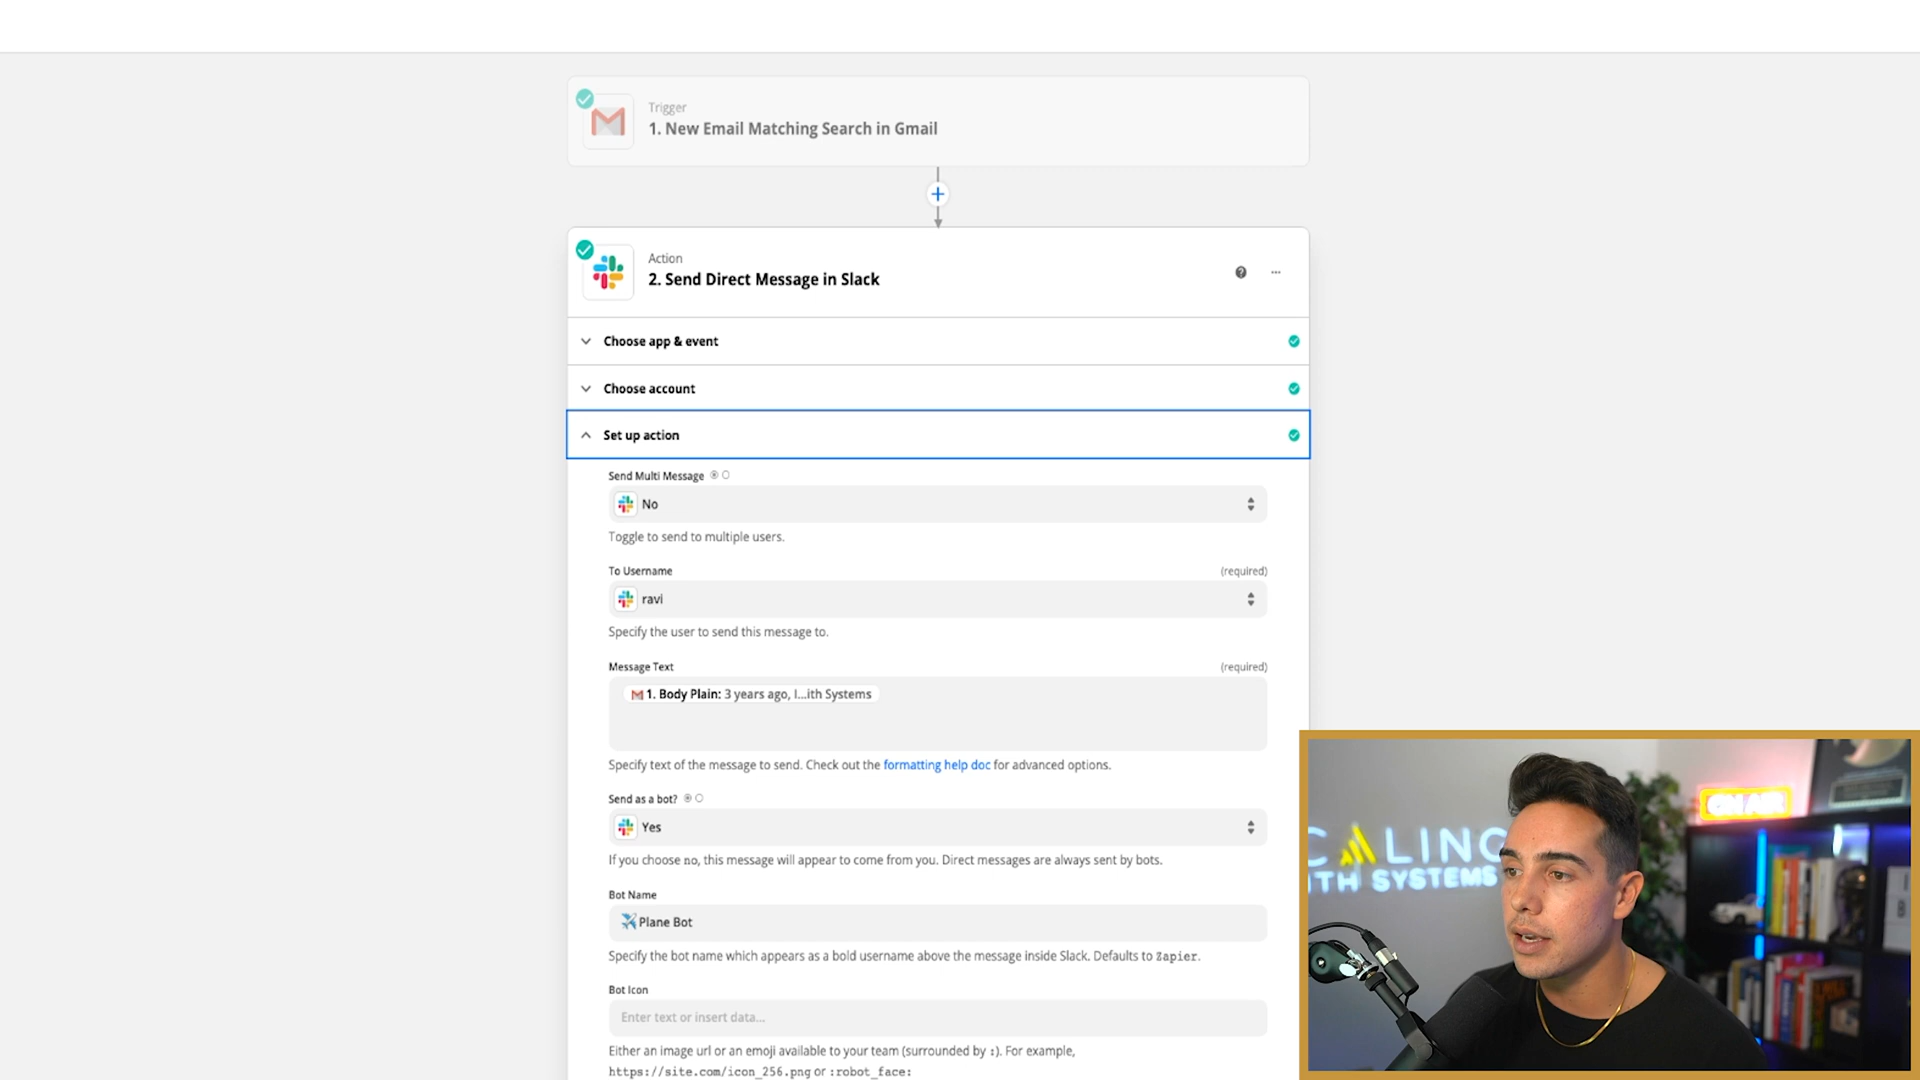 Trigger
1. New Email Matching Search in Gmail
Action
2. Send Direct Message in Slack
Choose app & event
Choose account
Set up action
Send Multi Message
No
Toggle to send to multiple users.
To Username (required)
ravi
Specify the user to send this message to.
Message Text (required)
1. Body Plain: 3 years ago, I...ith Systems
Specify text of the message to send. Check out the formatting help doc for advanced options.
Send as a bot?
Yes
If you choose no, this message will appear to come from you. Direct messages are always sent by bots.
Bot Name
Plane Bot
Specify the bot name which appears as a bold username above the message inside Slack. Defaults to Zapier.
Bot Icon
Enter text or insert data...
Either an image url or an emoji available to your team (surrounded by :). For example,
https://site.com/icon_256.png or :robot_face:
ON AIR
CALING
ITH SYSTEMS